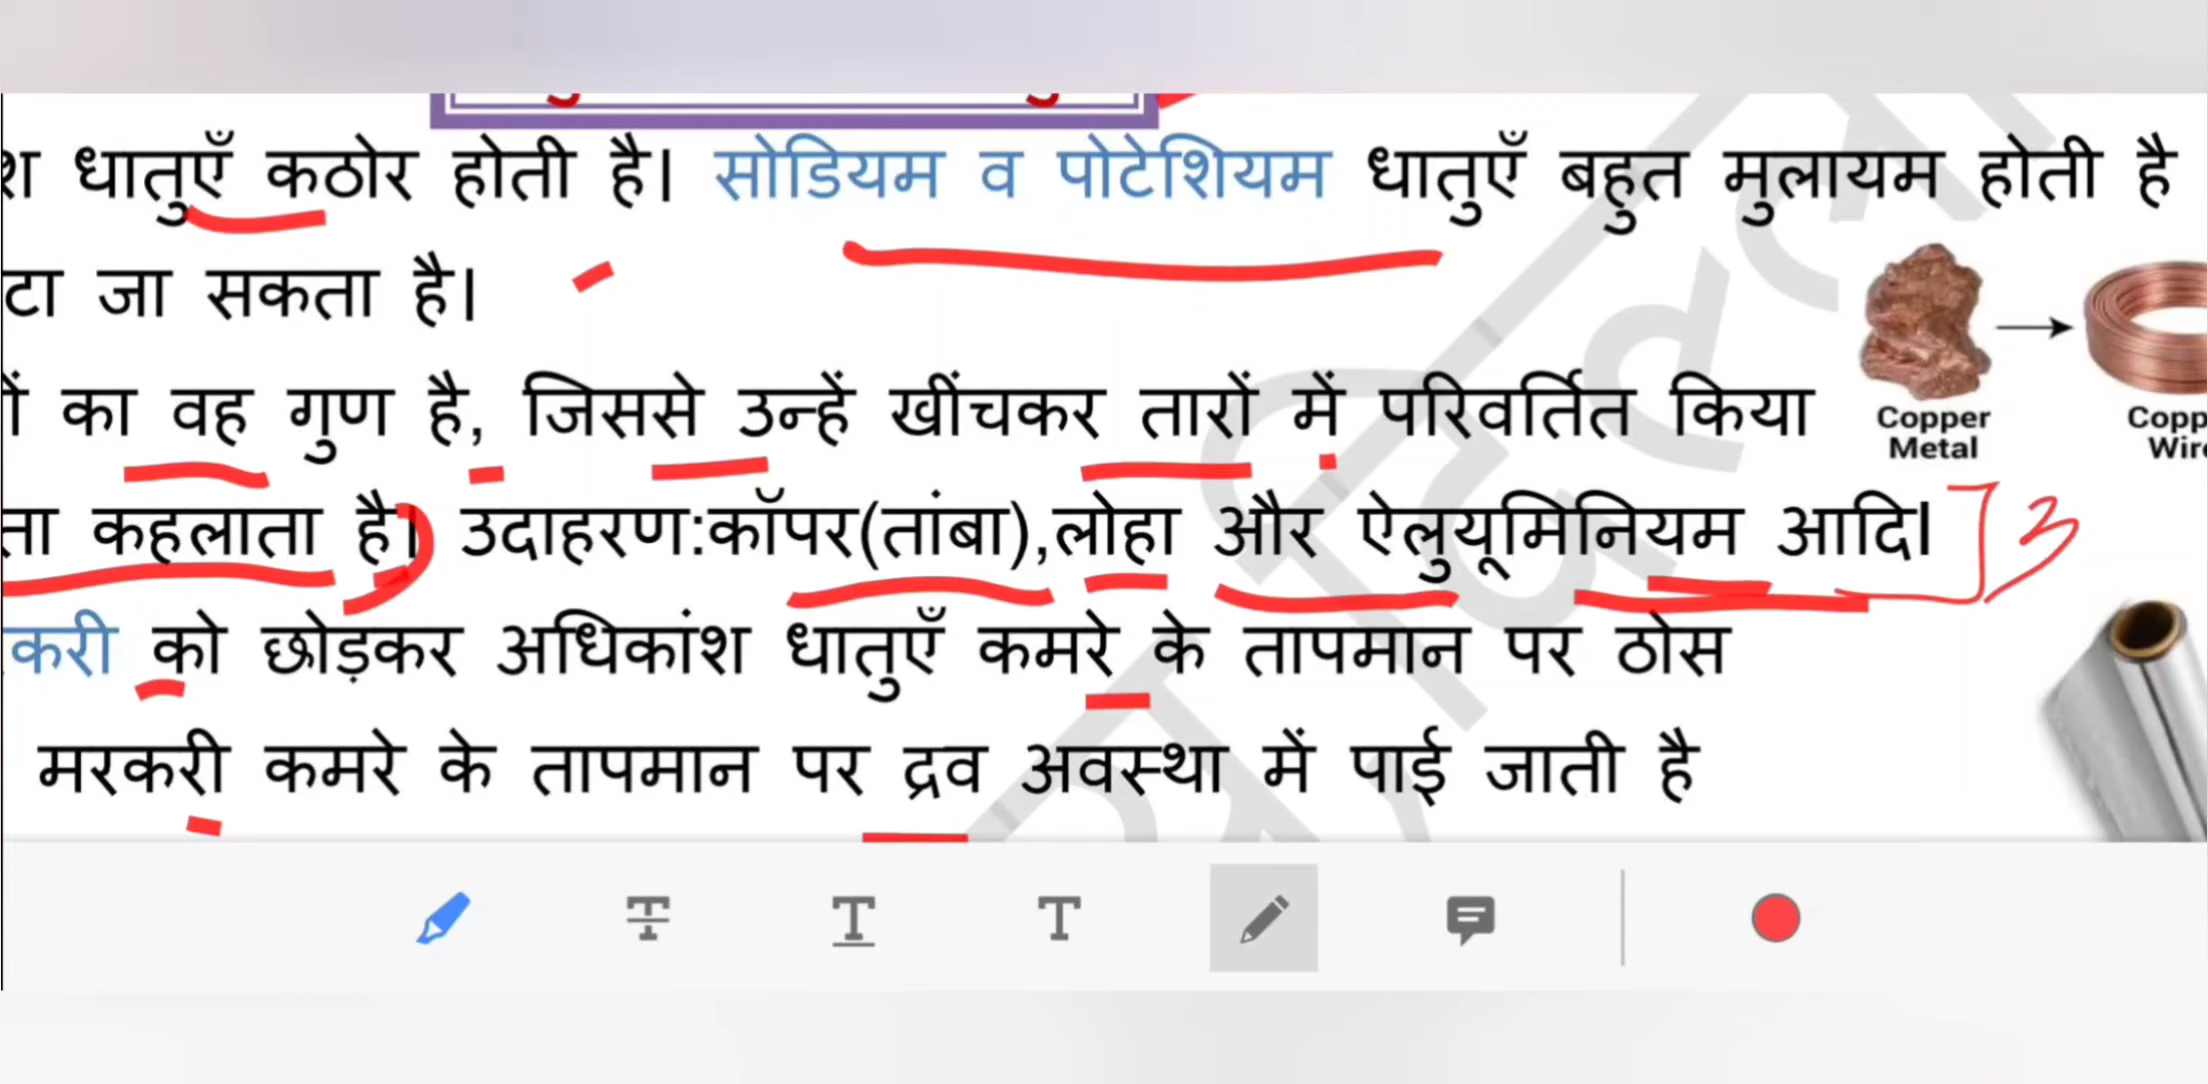 धातुएँ कठोर होती है। सोडियम व पोटेशियम धातुएँ बहुत मुलायम होती है
जा सकता है।
का वह गुण है, जिससे उन्हें खींचकर तारों में परिवर्तित किया
कहलाता है। उदाहरण:कॉपर(तांबा),लोहा और ऐलुयूमिनियम आदि। 3
को छोड़कर अधिकांश धातुएँ कमरे के तापमान पर ठोस
मरकरी कमरे के तापमान पर द्रव अवस्था में पाई जाती है
Copper
Metal